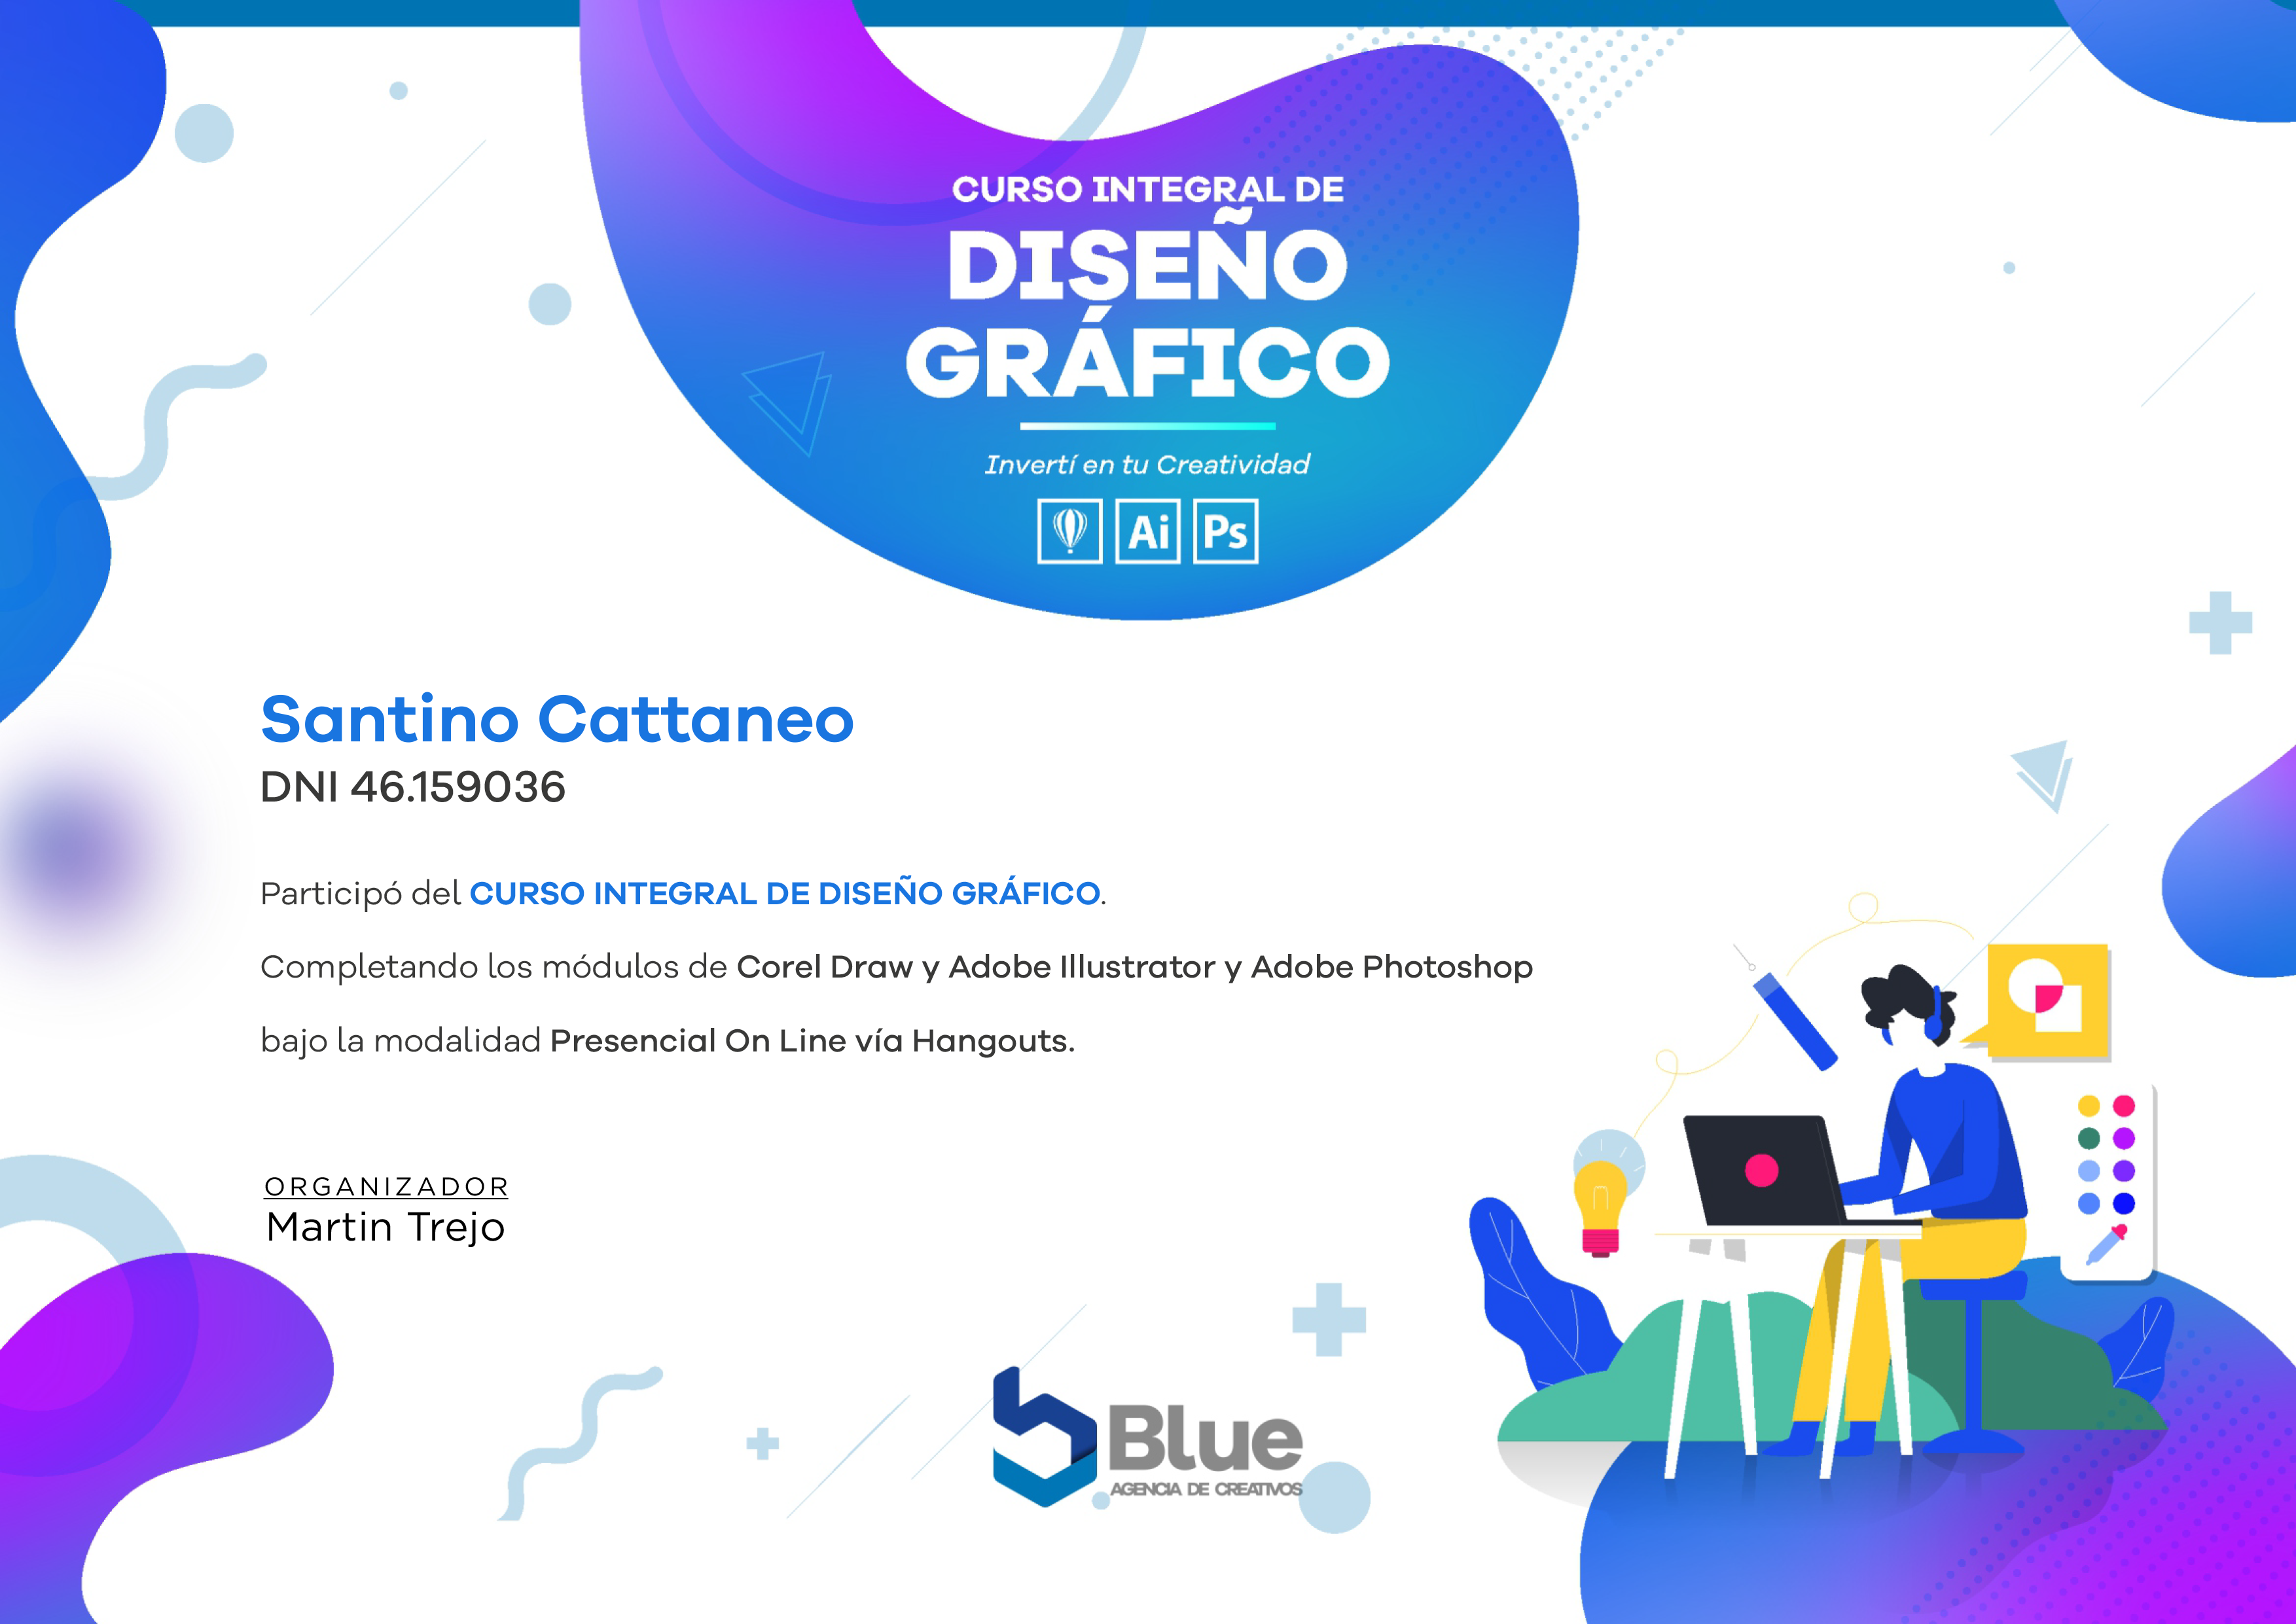 CURSO INTEGRAL DE
DISEÑO
GRÁFICO
Invertí en tu Creatividad
Ai Ps
Santino Cattaneo
DNI 46.159036
Participó del CURSO INTEGRAL DE DISEÑO GRÁFICO.
Completando los módulos de Corel Draw y Adobe Illustrator y Adobe Photoshop
bajo la modalidad Presencial On Line vía Hangouts.
ORGANIZADOR
Martin Trejo
Blue
AGENCIA DE CREATIVOS